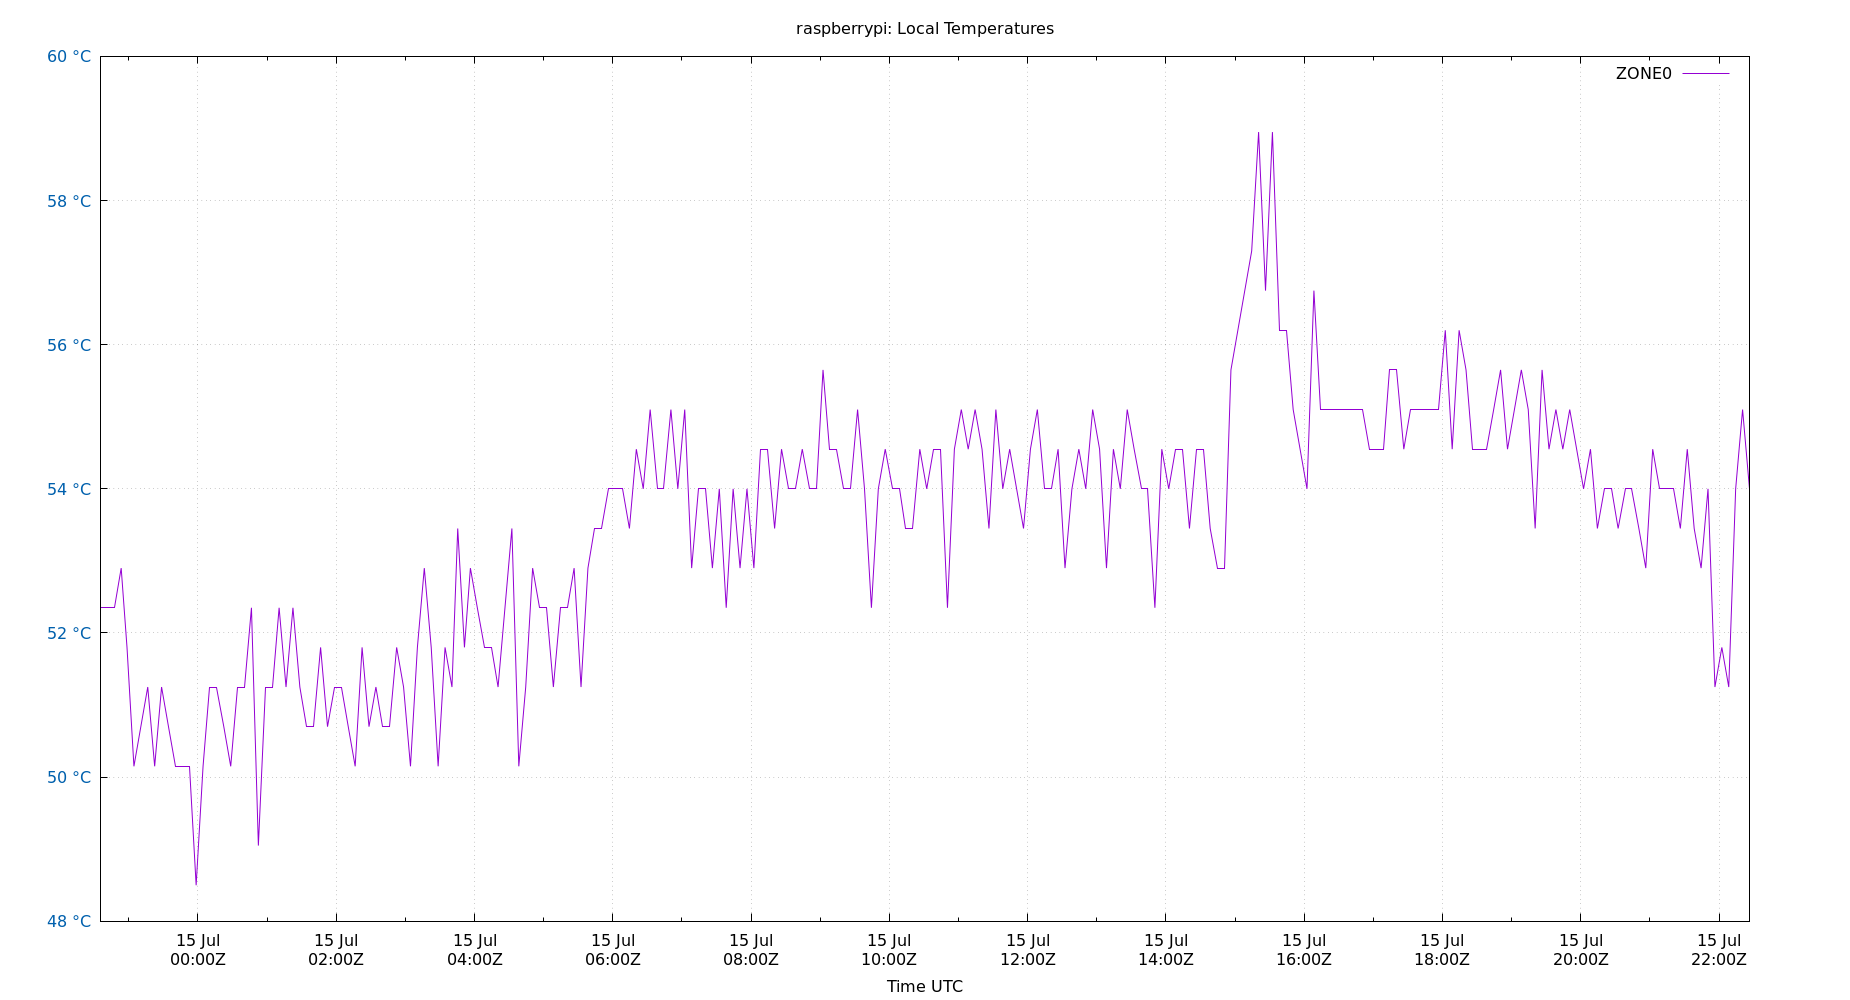 raspberrypi: Local Temperatures
ZONE0
60 °C
58 °C
56 °C
54 °C
52 °C
50 °C
48 °C
15 Jul 15 Jul 15 Jul 15 Jul 15 Jul 15 Jul 15 Jul 15 Jul 15 Jul 15 Jul 15 Jul 15 Jul
00:00Z 02:00Z 04:00Z 06:00Z 08:00Z 10:00Z 12:00Z 14:00Z 16:00Z 18:00Z 20:00Z 22:00Z
Time UTC